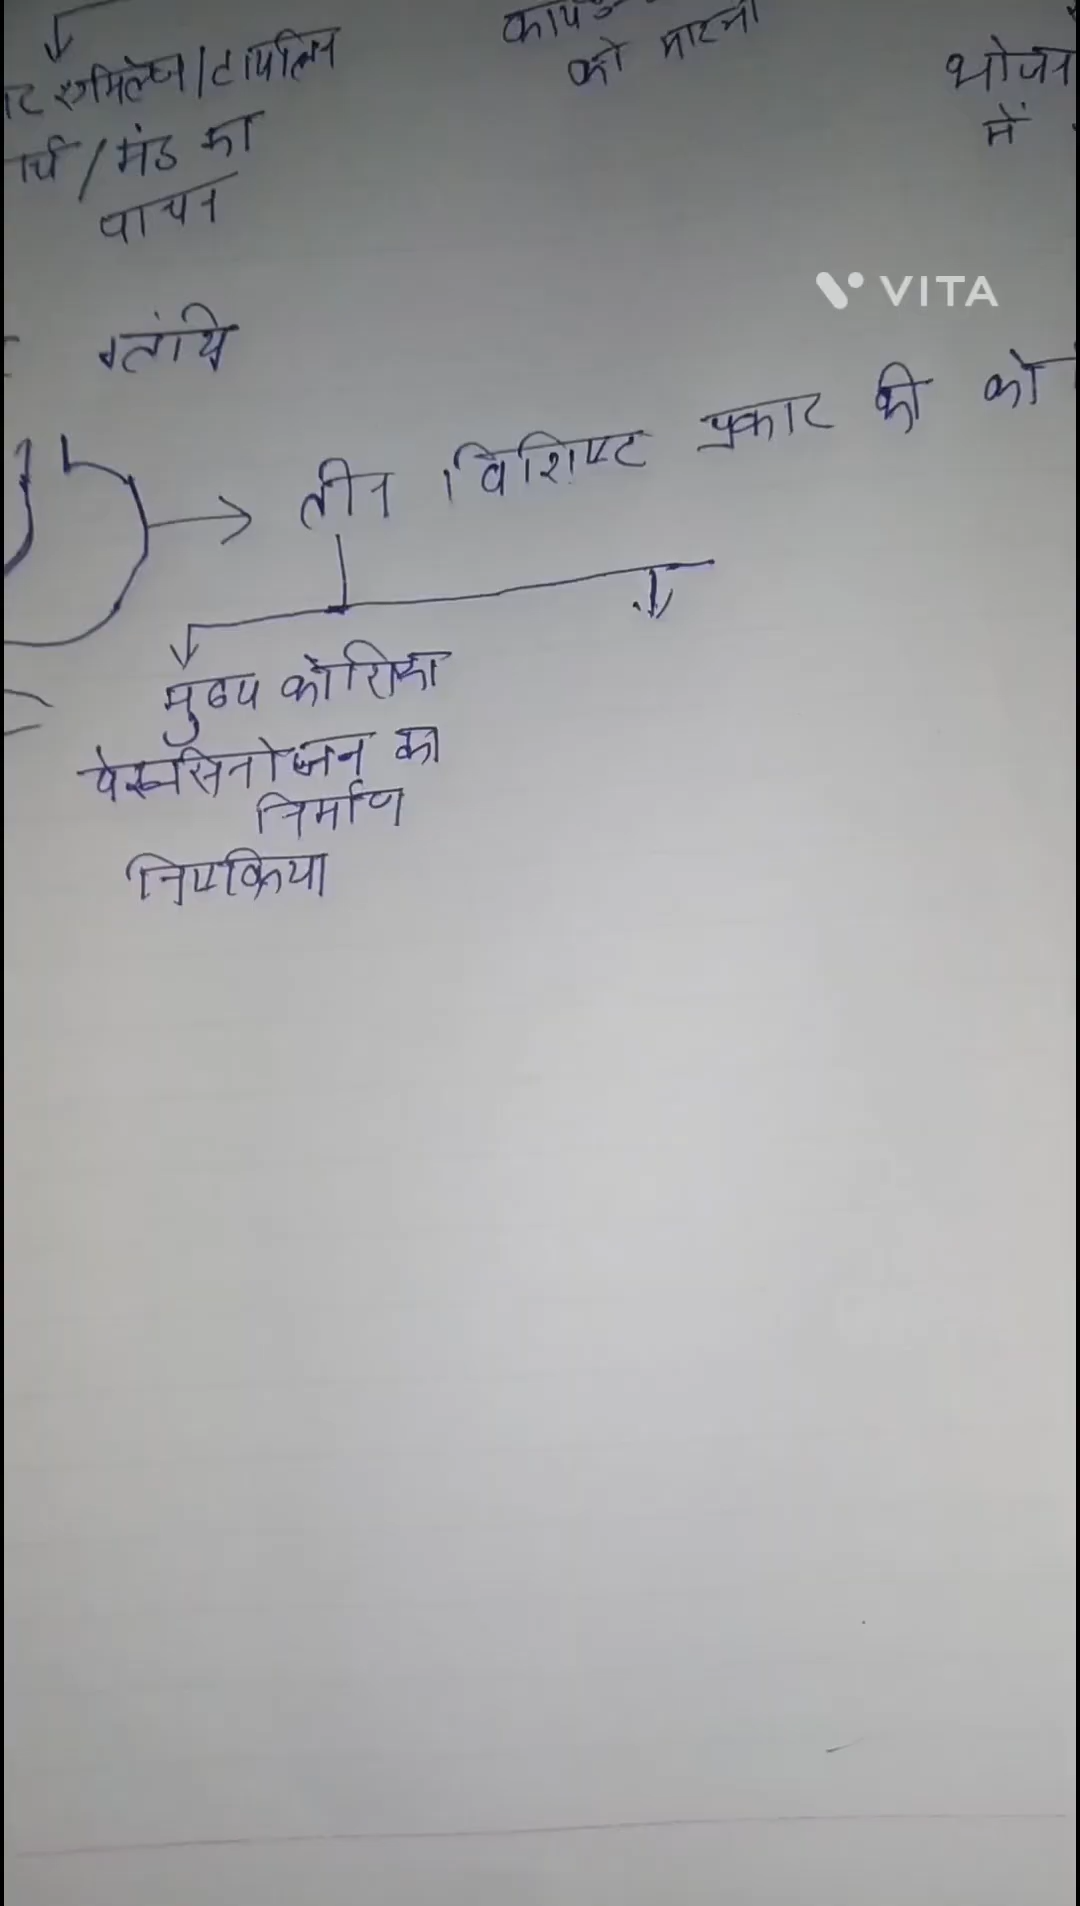 को मारना
भोजन
में
एमिलेज/टायलिन
/मंड का
पाचन
VITA
ग्रंथि
तीन विशिष्ट प्रकार की को
मुख्य कोशिका
पेप्सिनोजन का
निर्माण
निष्क्रिय